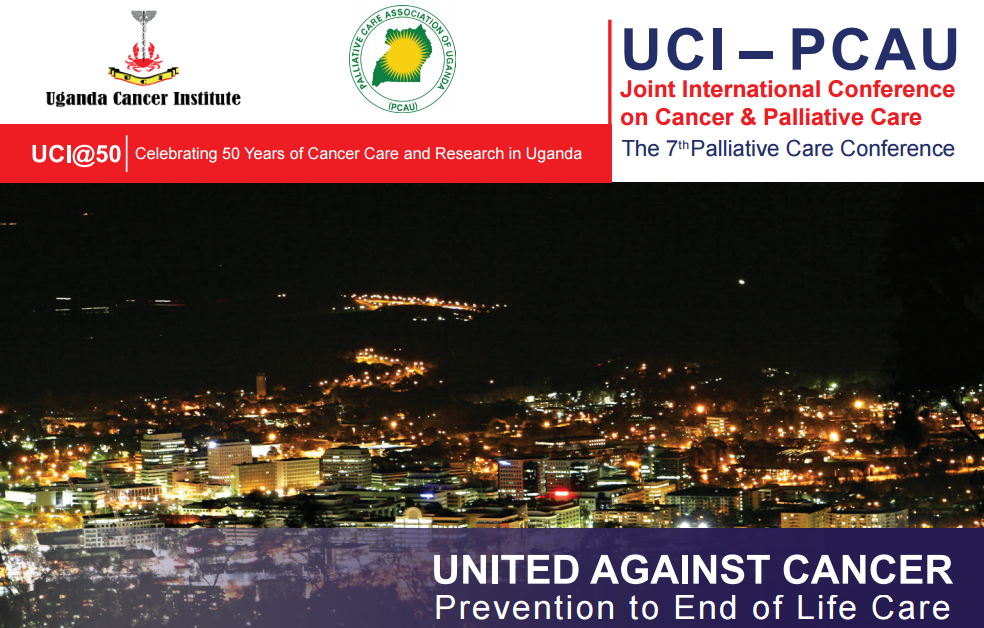 U C I
Uganda Cancer Institute
PALLIATIVE CARE ASSOCIATION OF UGANDA
(PCAU)
UCI – PCAU
Joint International Conference
on Cancer & Palliative Care
The 7th Palliative Care Conference
UCI@50
Celebrating 50 Years of Cancer Care and Research in Uganda
UNITED AGAINST CANCER
Prevention to End of Life Care